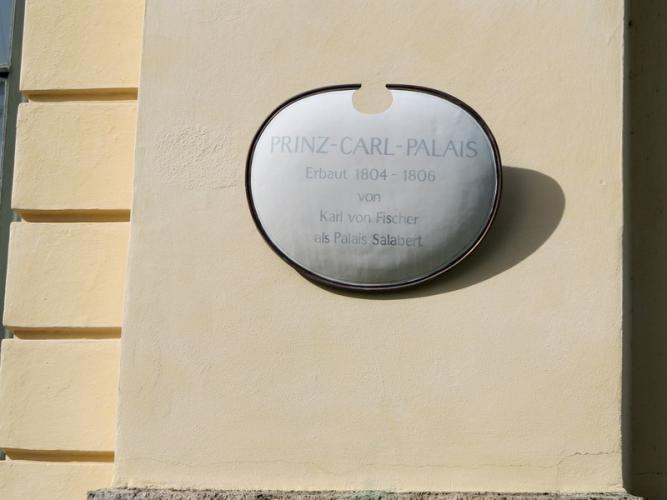 PRINZ-CARL-PALAIS
Erbaut 1804 - 1806
von
Karl von Fischer
als Palais Salabert